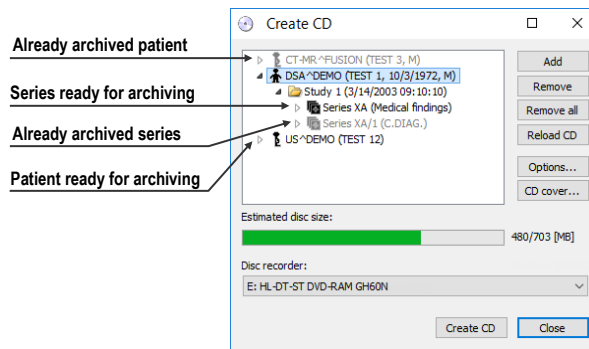 Create CD
Already archived patient
CT-MR^FUSION (TEST 3, M)
Add
DSA^DEMO (TEST 1, 10/3/1972, M)
Study 1 (3/14/2003 09:10:10)
Remove
Series ready for archiving
Series XA (Medical findings)
Remove all
Already archived series
Series XA/1 (C.DIAG.)
US^DEMO (TEST 12)
Reload CD
Patient ready for archiving
Options...
CD cover...
Estimated disc size:
480/703 [MB]
Disc recorder:
E: HL-DT-ST DVD-RAM GH60N
Create CD
Close